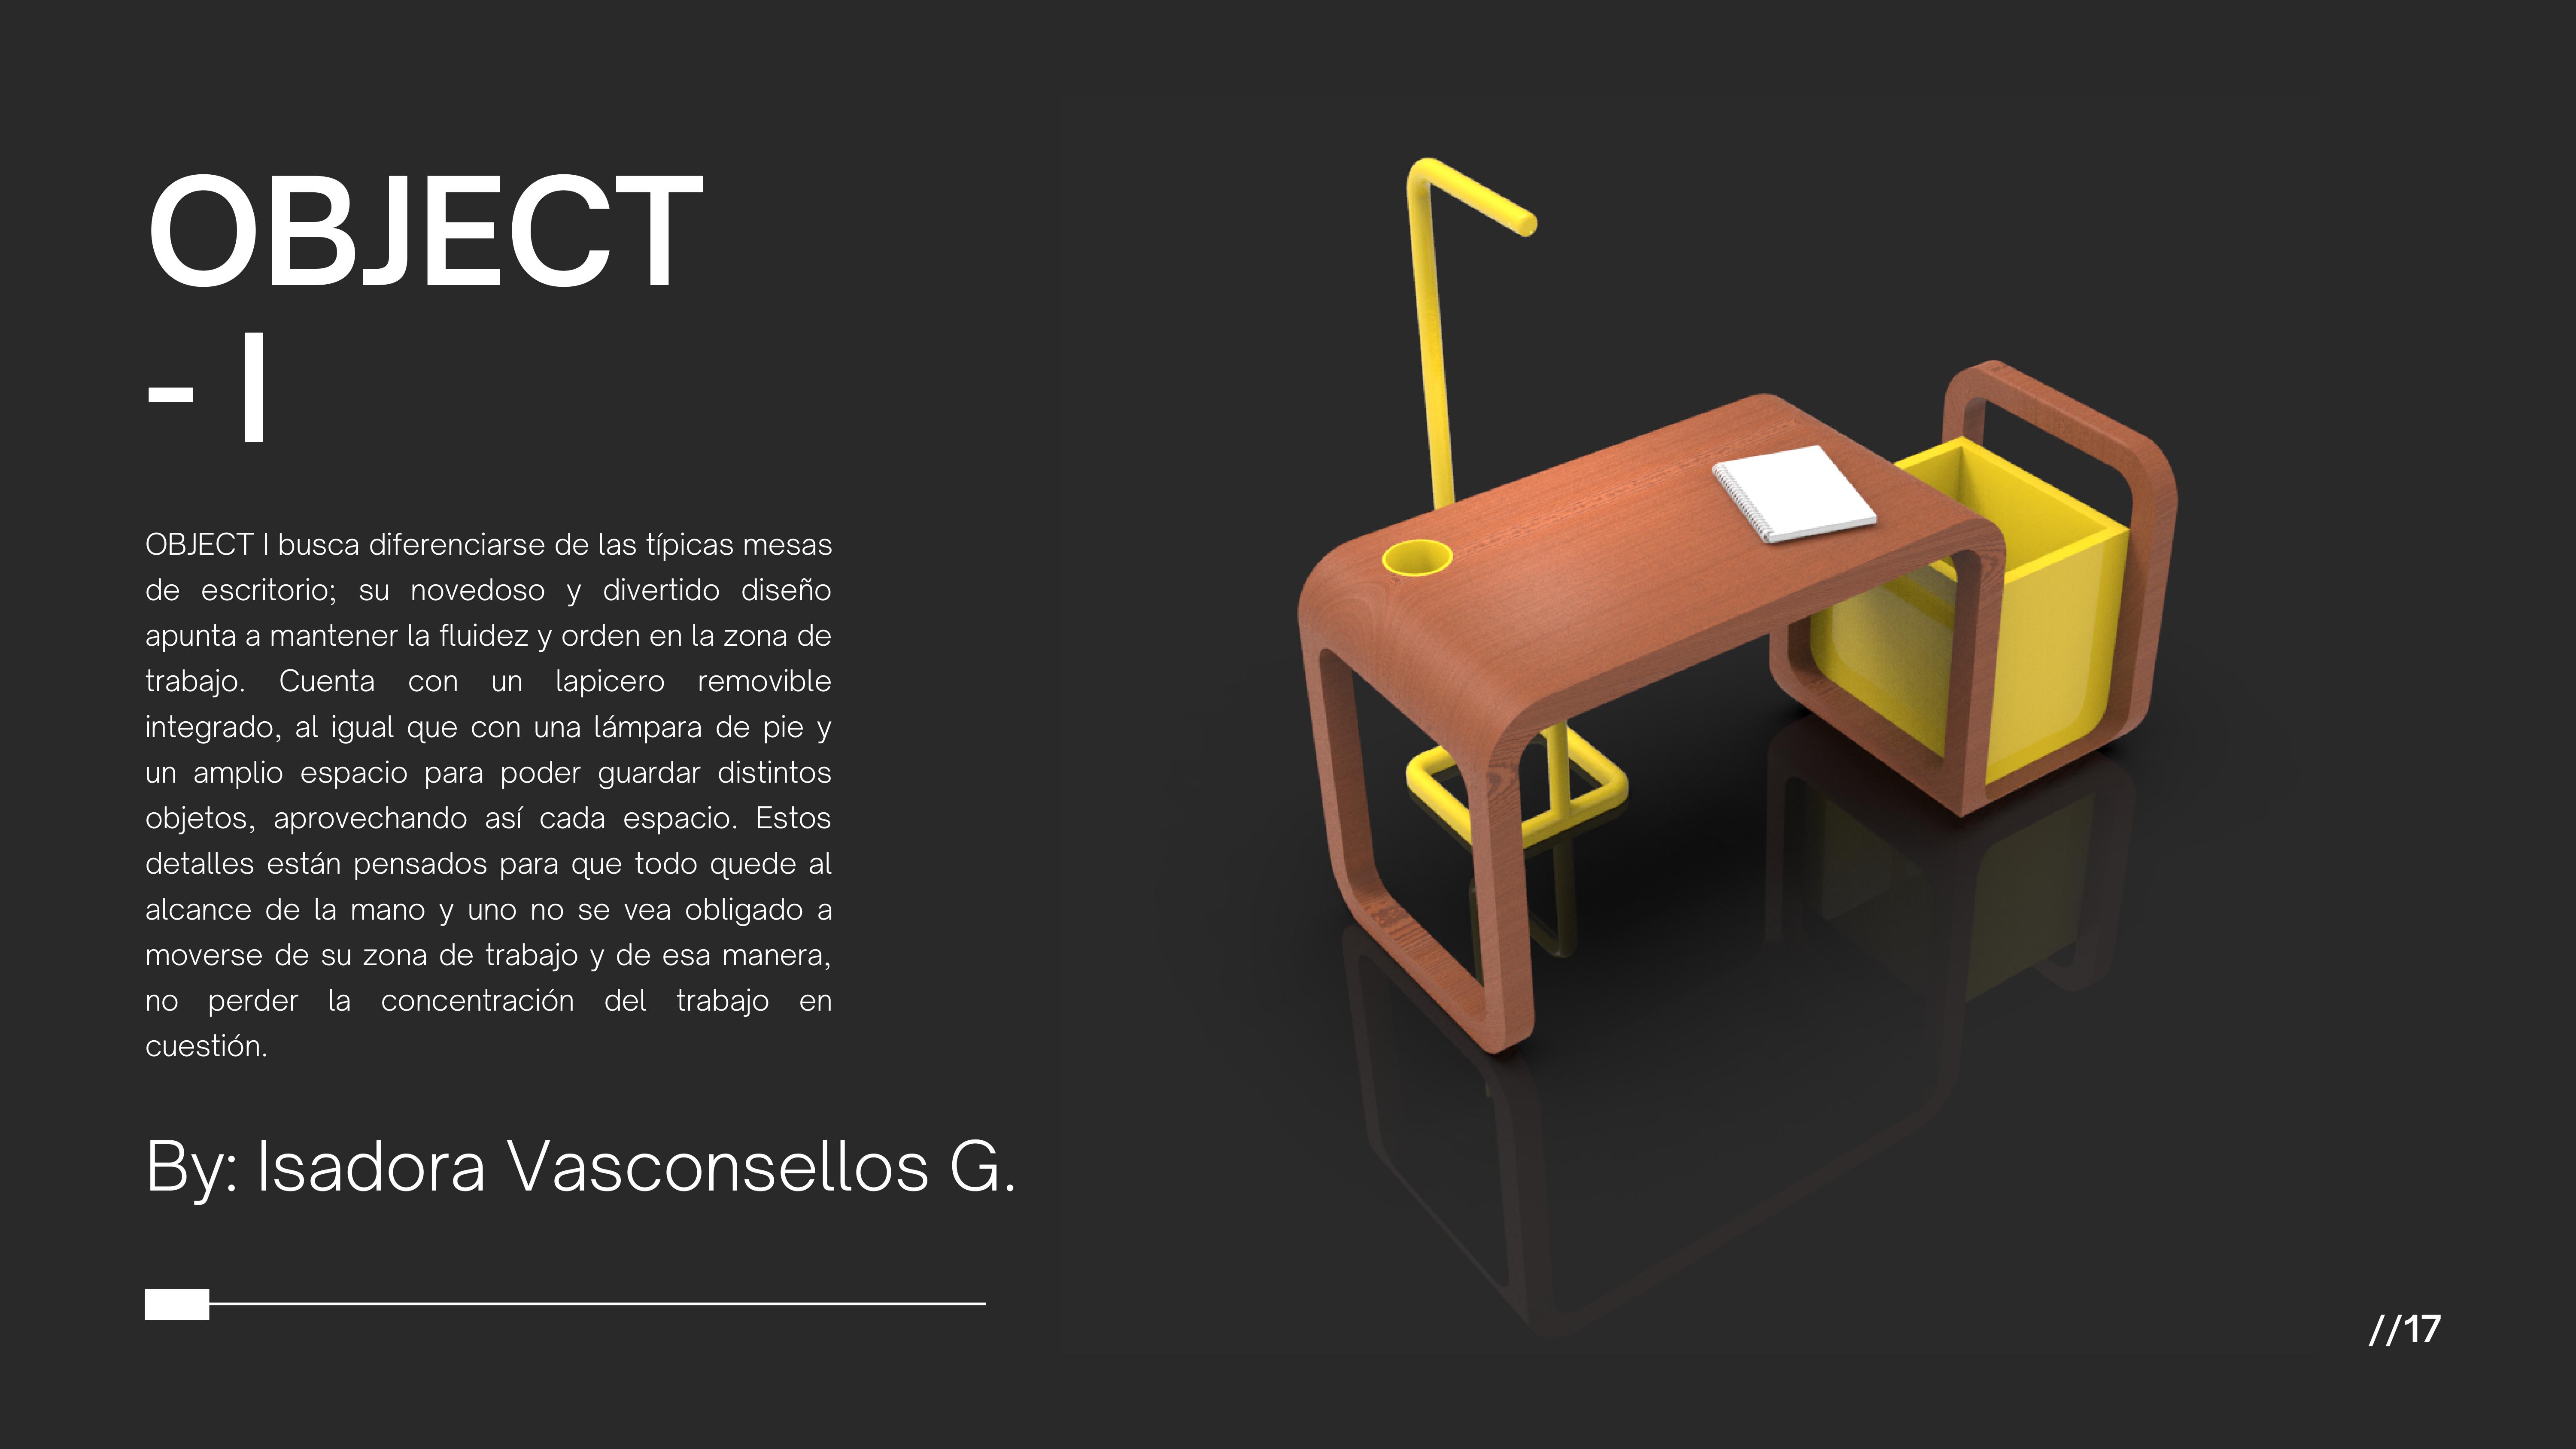 OBJECT
- I
OBJECT I busca diferenciarse de las típicas mesas
de escritorio; su novedoso y divertido diseño
apunta a mantener la fluidez y orden en la zona de
trabajo. Cuenta con un lapicero removible
integrado, al igual que con una lámpara de pie y
un amplio espacio para poder guardar distintos
objetos, aprovechando así cada espacio. Estos
detalles están pensados para que todo quede al
alcance de la mano y uno no se vea obligado a
moverse de su zona de trabajo y de esa manera,
no perder la concentración del trabajo en
cuestión.
By: Isadora Vasconsellos G.
//17